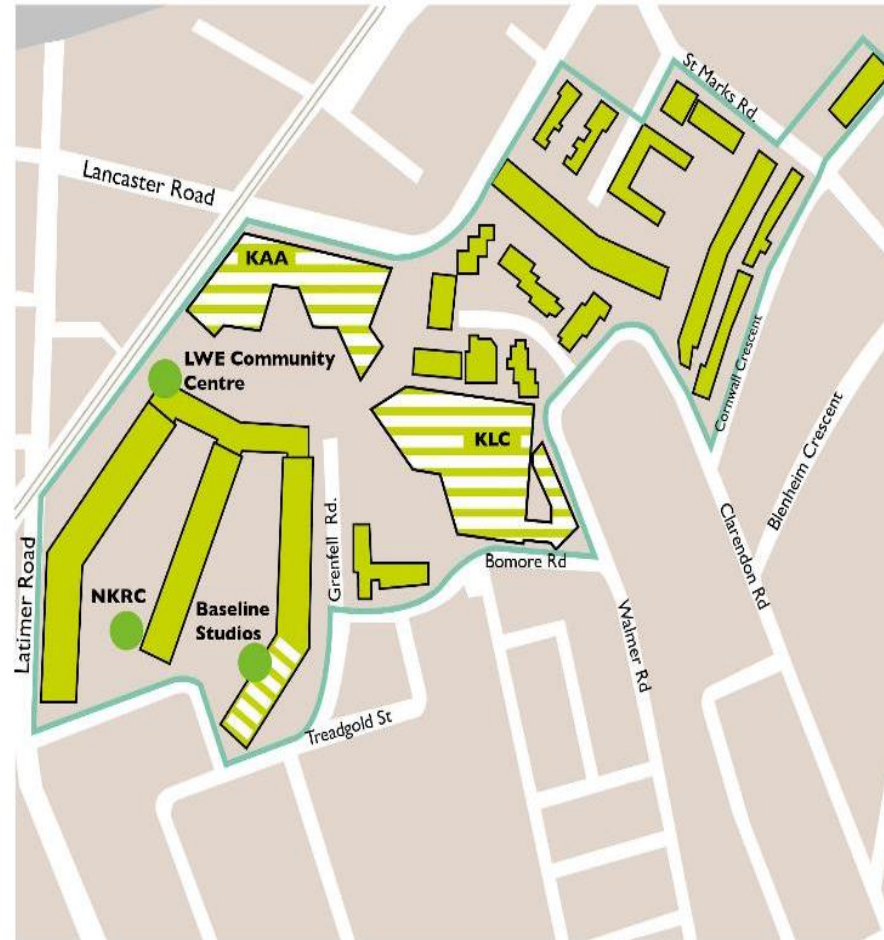 St Marks Rd.
Lancaster Road
KAA
LWE Community
Centre
Cornwall Crescent
KLC
Blenheim Crescent
Grenfell Rd.
Clarendon Rd
Bomore Rd
Latimer Road
NKRC
Baseline
Studios
Walmer Rd
Treadgold St